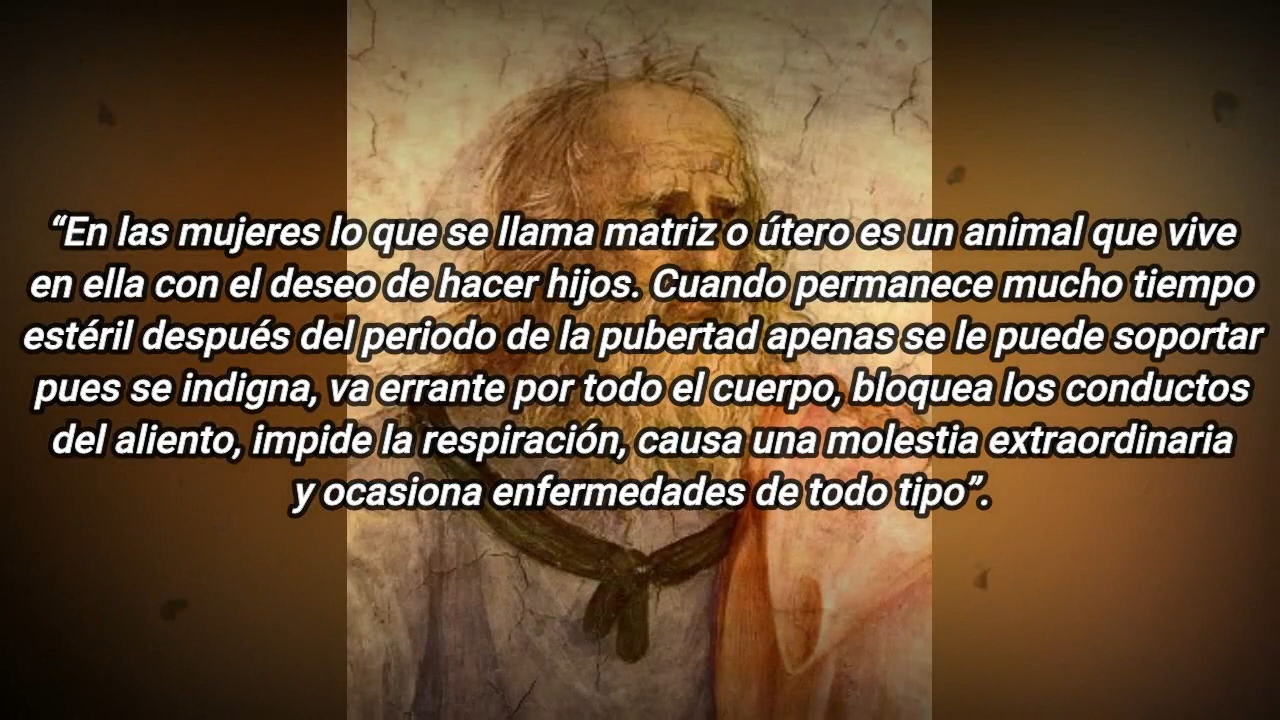 “En las mujeres lo que se llama matriz o útero es un animal que vive
en ella con el deseo de hacer hijos. Cuando permanece mucho tiempo
estéril después del periodo de la pubertad apenas se le puede soportar
pues se indigna, va errante por todo el cuerpo, bloquea los conductos
del aliento, impide la respiración, causa una molestia extraordinaria
y ocasiona enfermedades de todo tipo”.